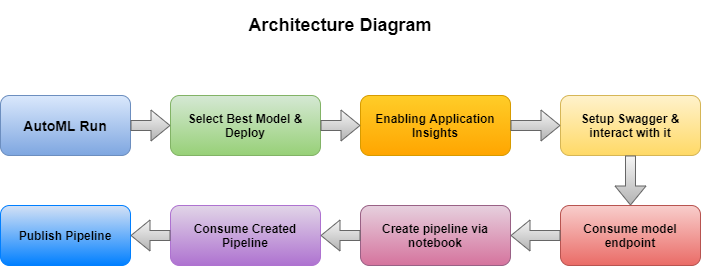 Architecture Diagram
AutoML Run
Select Best Model &
Deploy
Enabling Application
Insights
Setup Swagger &
interact with it
Consume model
endpoint
Create pipeline via
notebook
Consume Created
Pipeline
Publish Pipeline